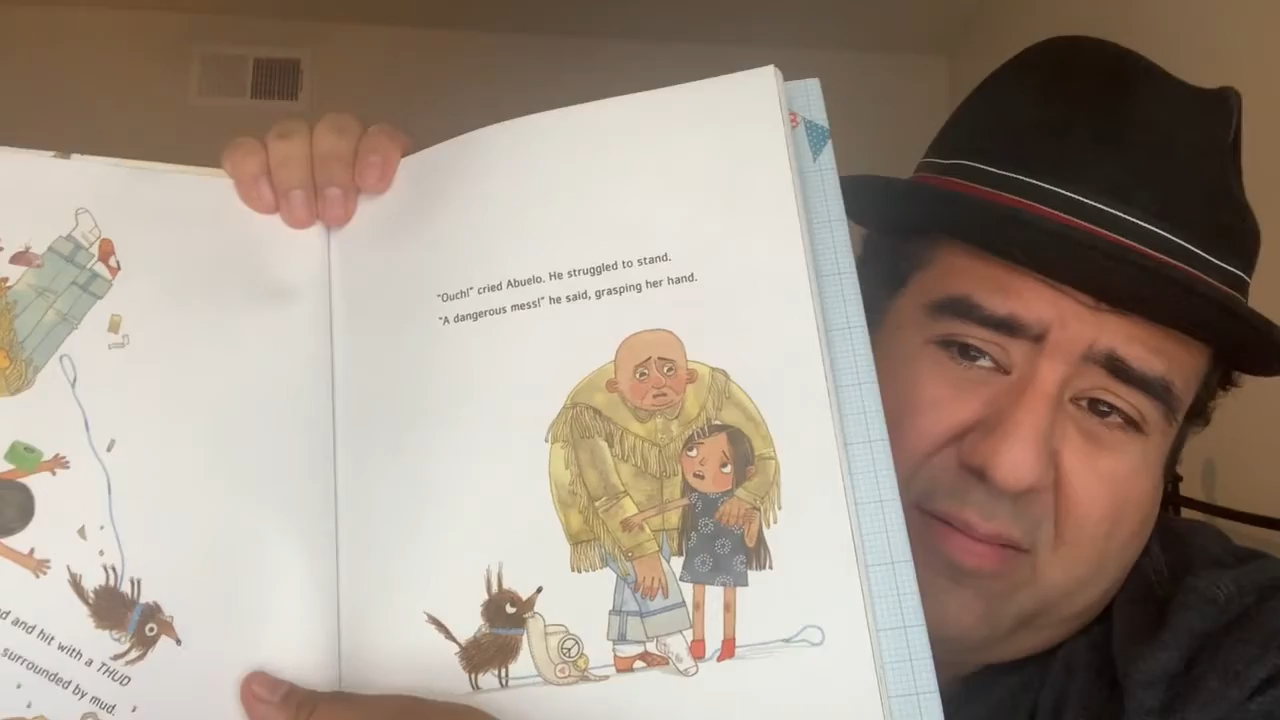 d and hit with a THUD
surrounded by mud.
"Ouch!" cried Abuelo. He struggled to stand.
"A dangerous mess!" he said, grasping her hand.